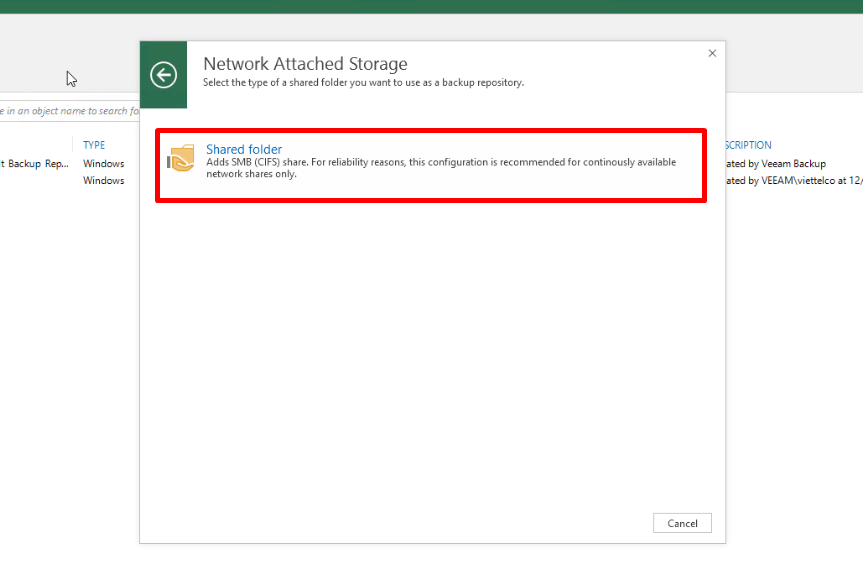 Network Attached Storage
Select the type of a shared folder you want to use as a backup repository.
e in an object name to search fo
TYPE
SCRIPTION
Shared folder
Adds SMB (CIFS) share. For reliability reasons, this configuration is recommended for continously available
network shares only.
t Backup Rep... Windows
ated by Veeam Backup
Windows
ated by VEEAM\viettelco at 12/
Cancel